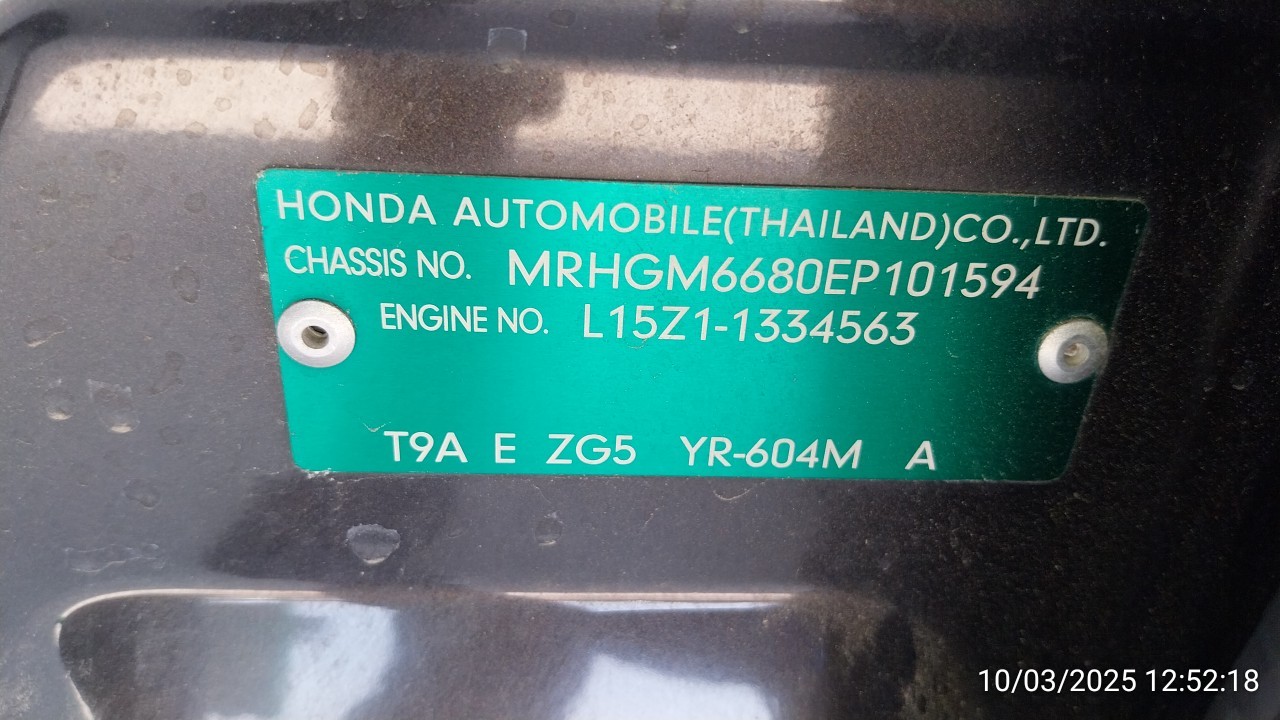 HONDA AUTOMOBILE(THAILAND)CO.,LTD.
CHASSIS NO. MRHGM6680EP101594
ENGINE NO. L15Z1-1334563
T9A E ZG5 YR-604M A
10/03/2025 12:52:18